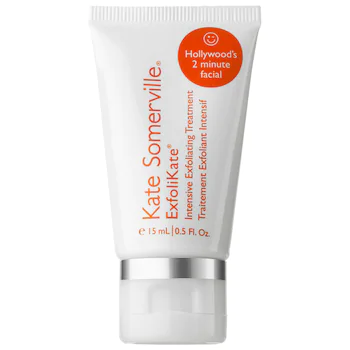 Hollywood's
2 minute
facial
Kate Somerville®
ExfoliKate®
Intensive Exfoliating Treatment
Traitement Exfoliant Intensif
e 15 mL | 0.5 Fl. Oz.